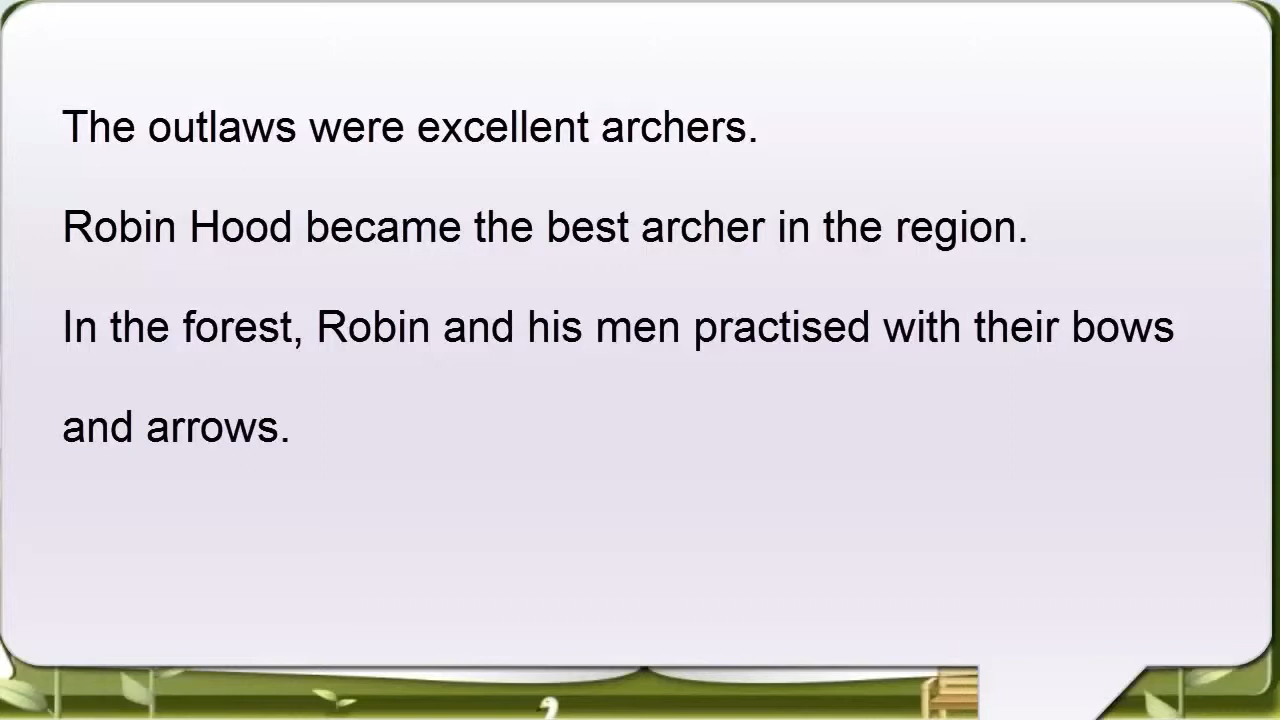 The outlaws were excellent archers.
Robin Hood became the best archer in the region.
In the forest, Robin and his men practised with their bows
and arrows.